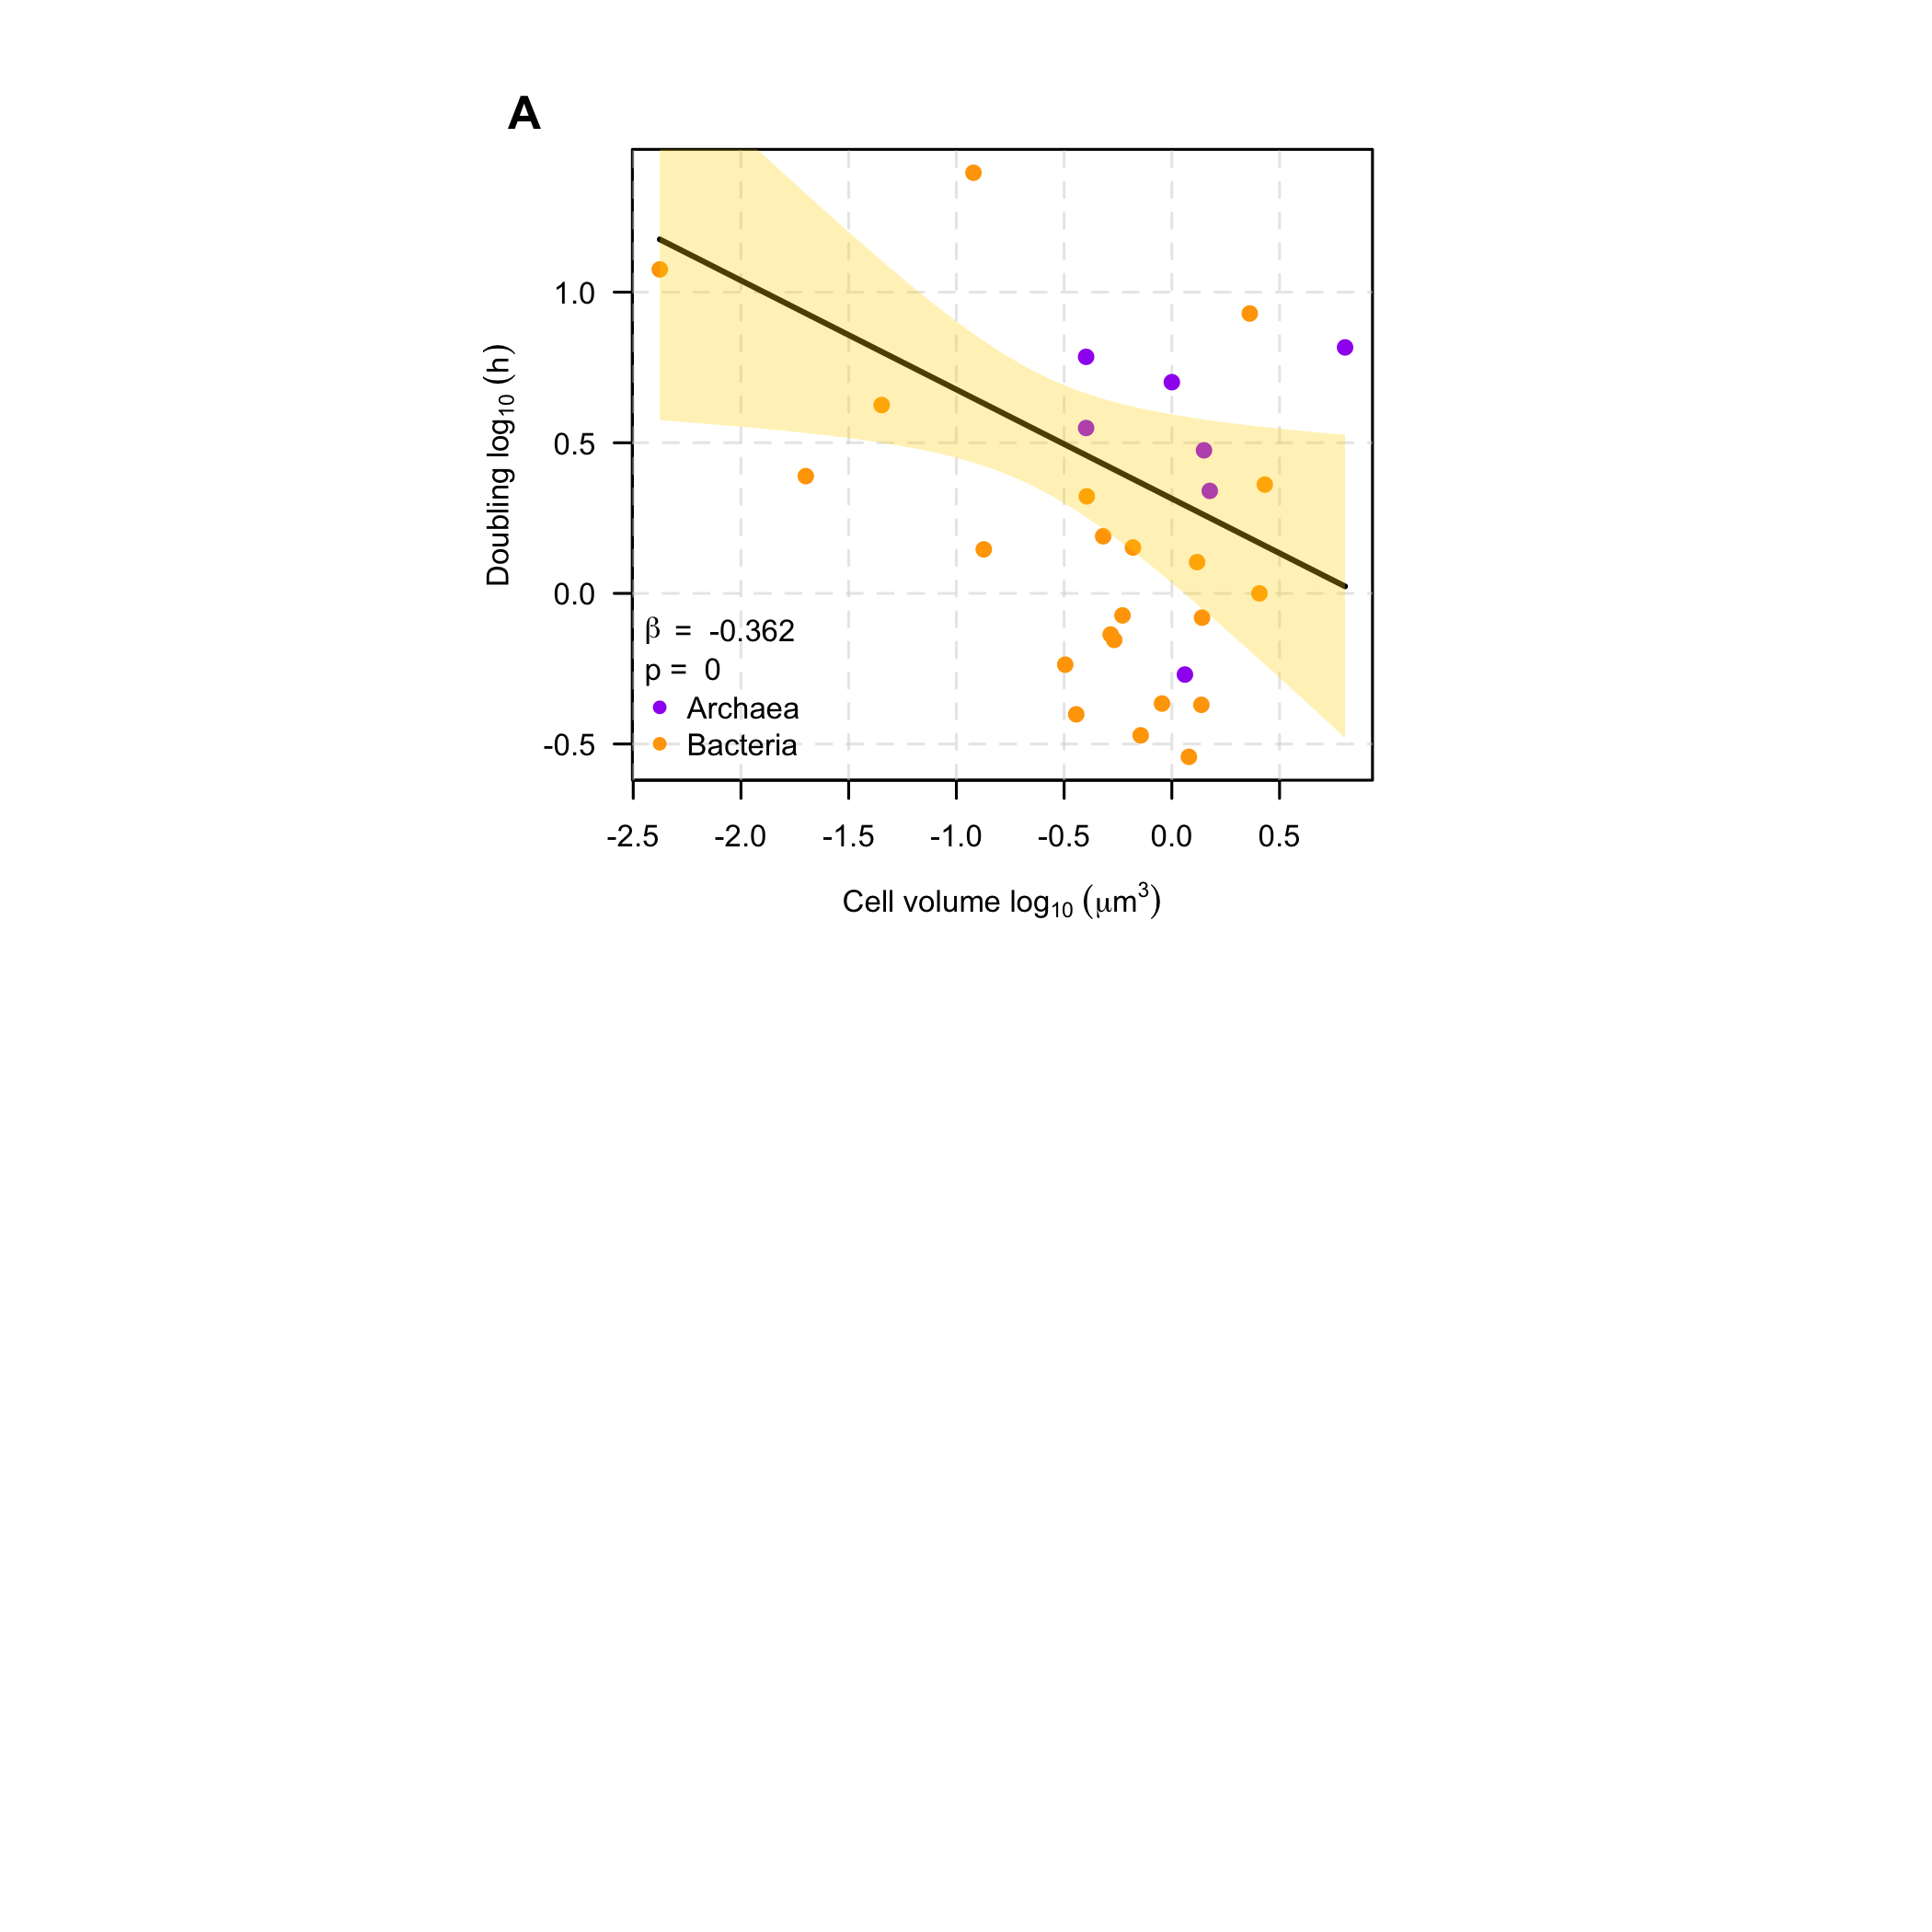 A
Doubling log10 (h)
1.0
0.5
0.0
-0.5
β = -0.362
p = 0
Archaea
Bacteria
-2.5 -2.0 -1.5 -1.0 -0.5 0.0 0.5
Cell volume log10 (μm3)